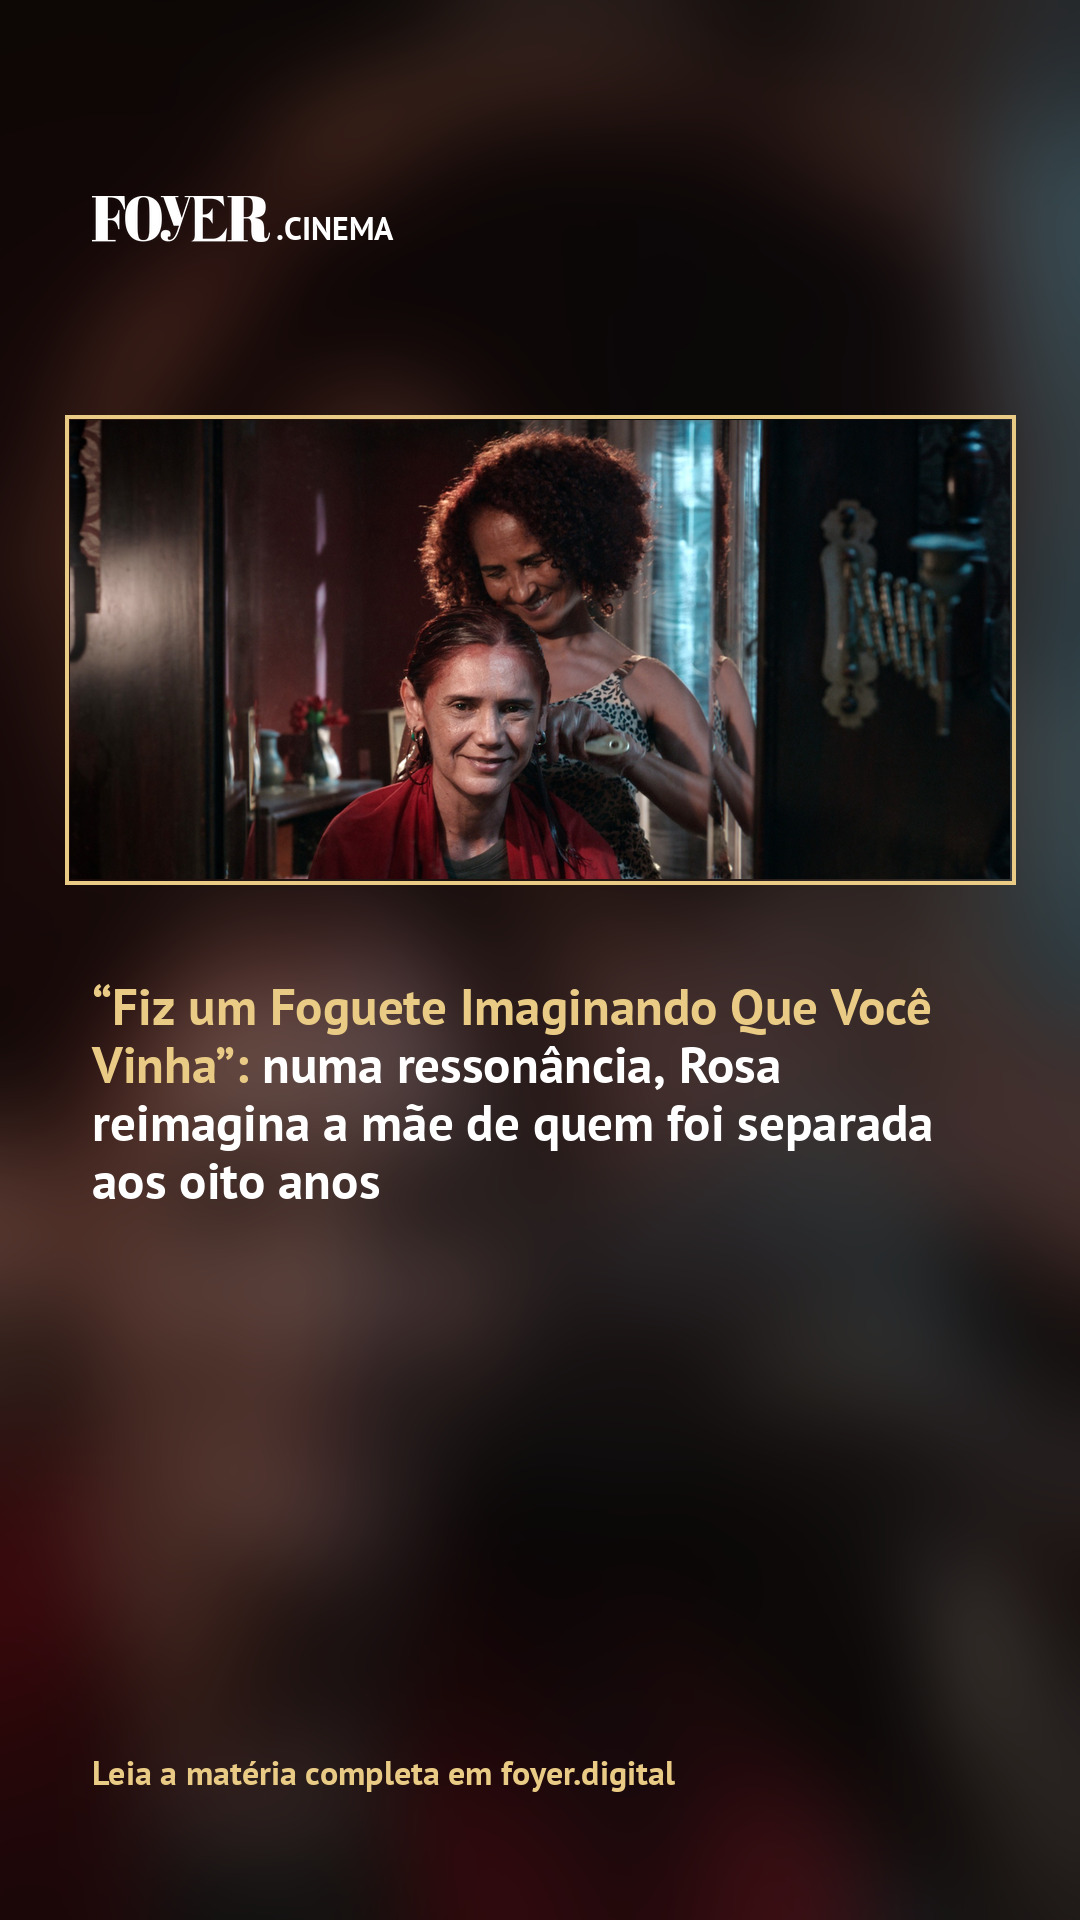 FOYER .CINEMA
“Fiz um Foguete Imaginando Que Você
Vinha”: numa ressonância, Rosa
reimagina a mãe de quem foi separada
aos oito anos
Leia a matéria completa em foyer.digital